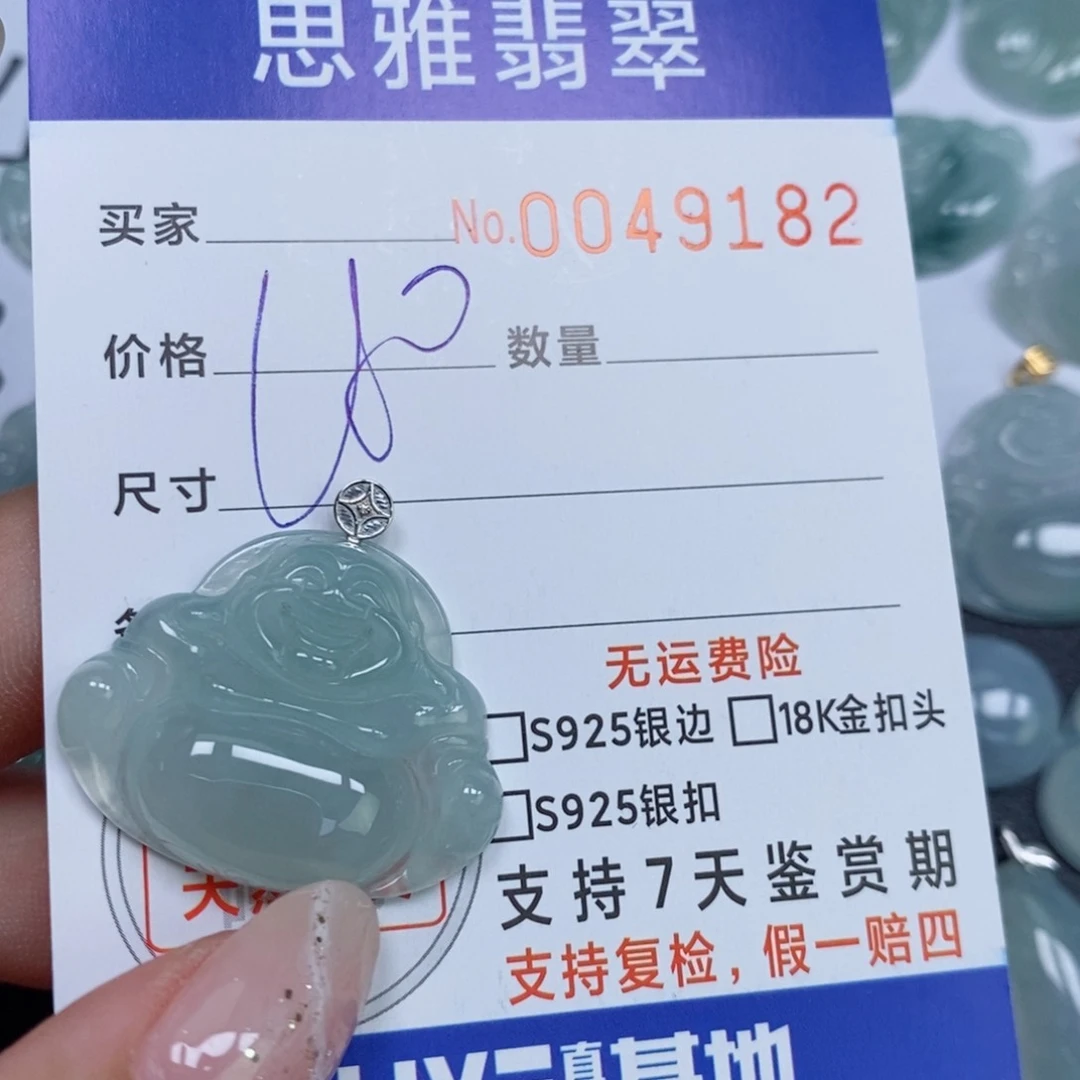 思雅翡翠
买家 No.0049182
价格 数量
尺寸
无运费险
S925银边 18K金扣头
S925银扣
支持7天鉴赏期
支持复检，假一赔四
基地